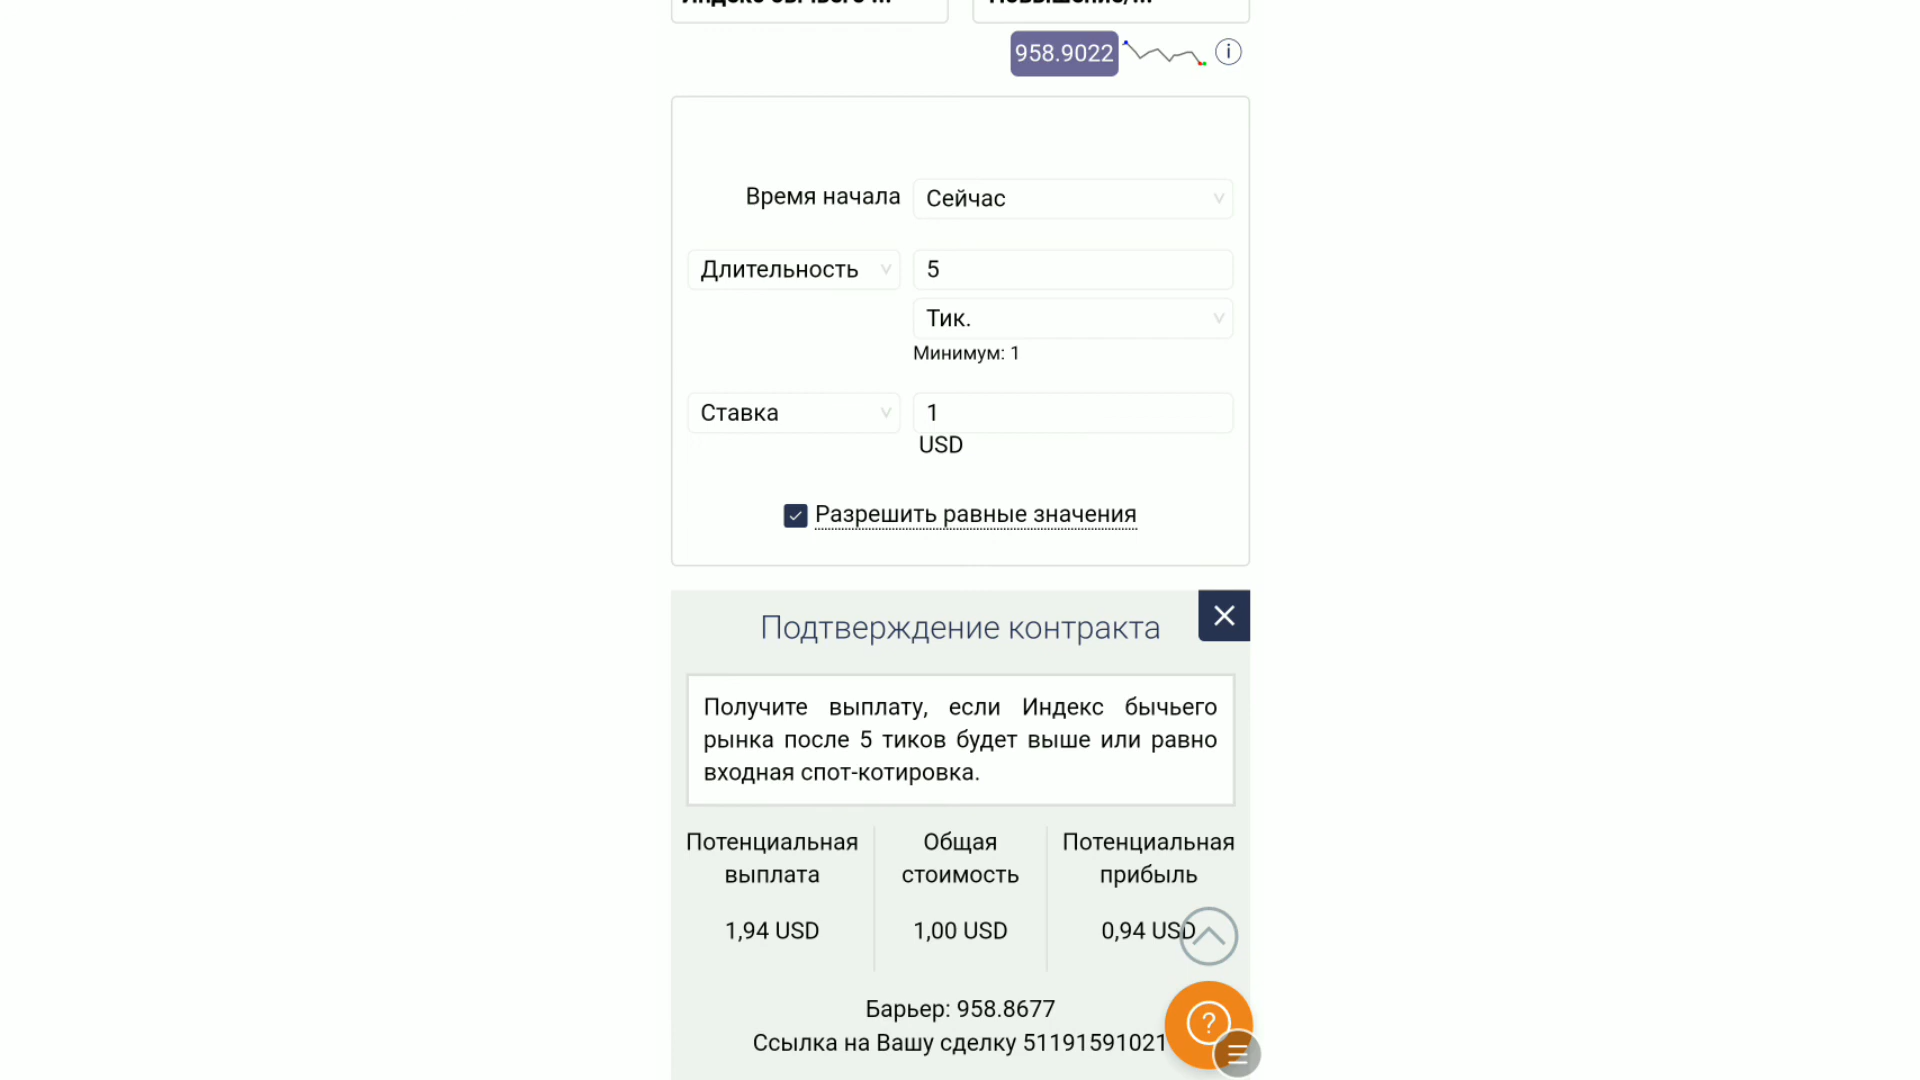 958.9022
Время начала
Сейчас
Длительность
5
Тик.
Минимум: 1
Ставка
1
USD
Разрешить равные значения
Подтверждение контракта
Получите выплату, если Индекс бычьего
рынка после 5 тиков будет выше или равно
входная спот-котировка.
Потенциальная
выплата
1,94 USD
Общая
стоимость
1,00 USD
Потенциальная
прибыль
0,94 USD
Барьер: 958.8677
Ссылка на Вашу сделку 51191591021